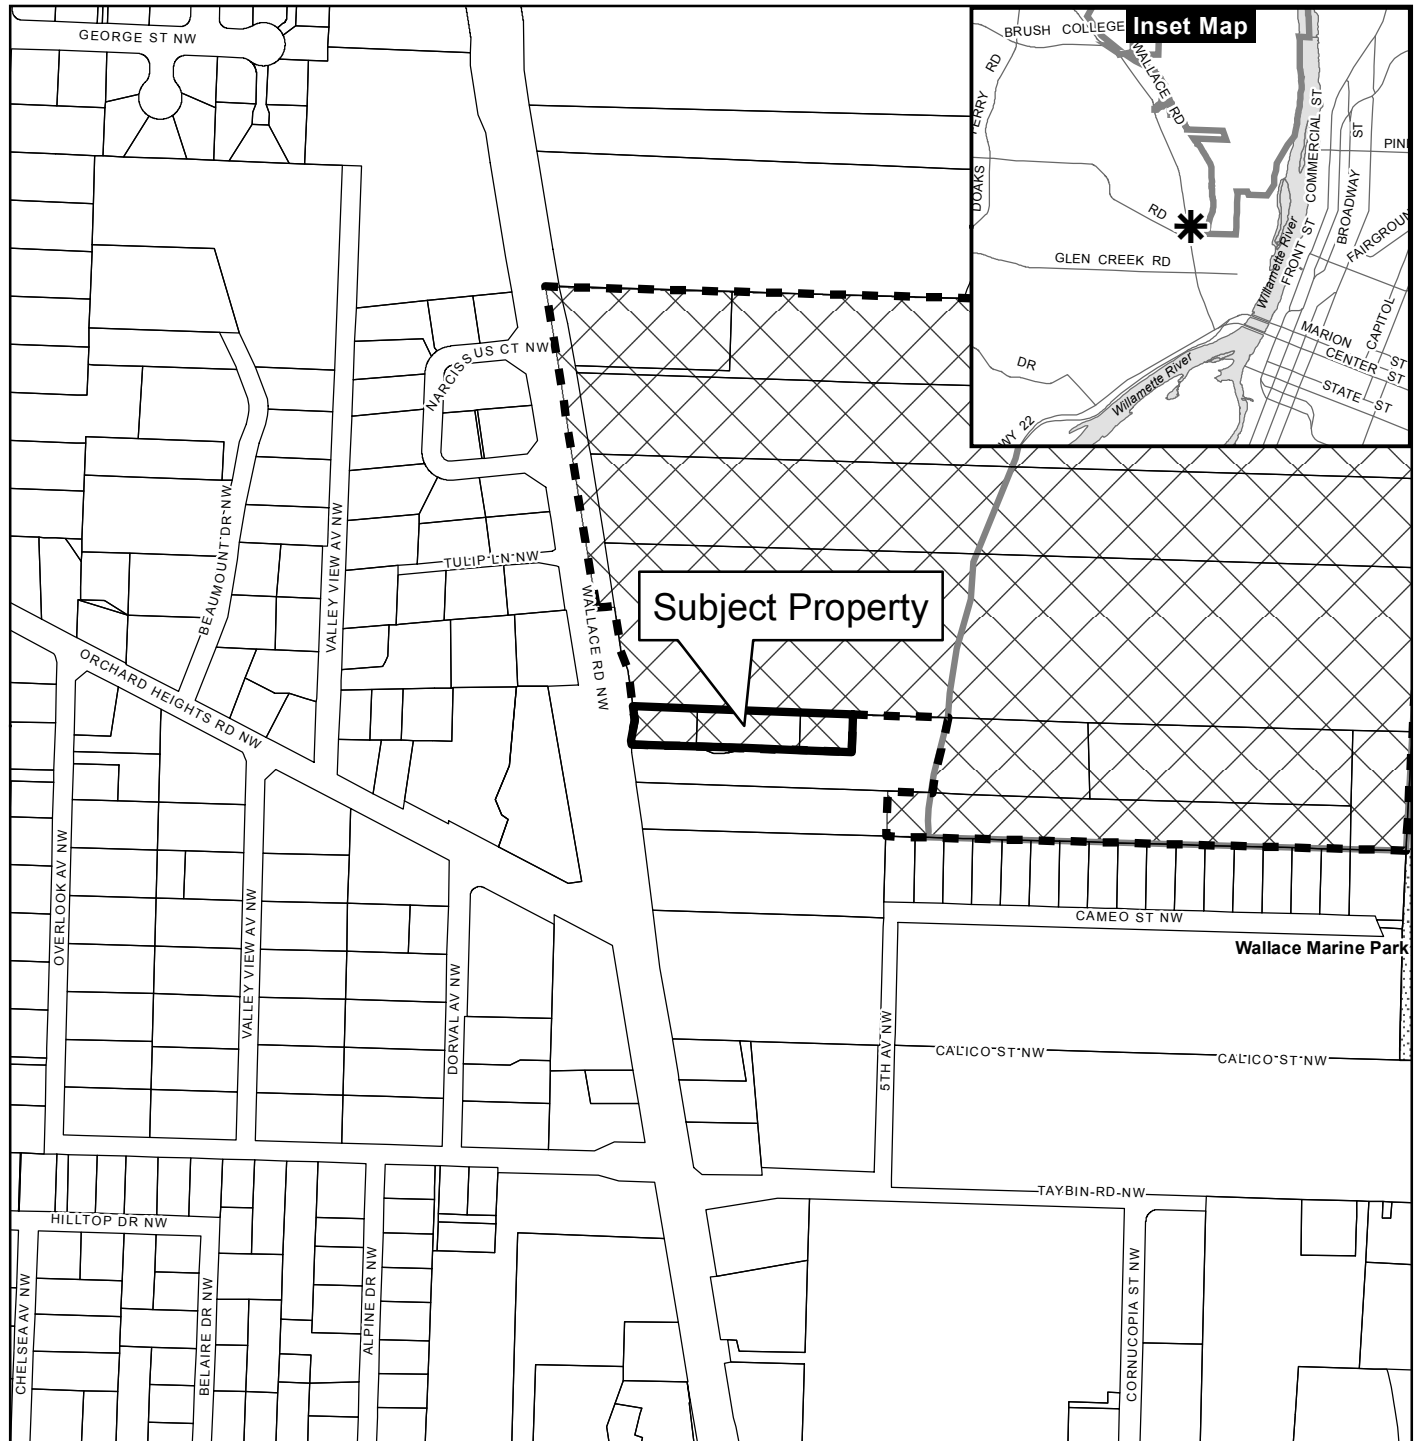 GEORGE ST NW
Inset Map
BRUSH COLLEGE
WALLACE RD
RD
DOAKS
COMMERCIAL ST
ST
BROADWAY
RD
GLEN CREEK RD
Willamette River
FRONT ST
CAPITOL
MARION ST
CENTER ST
STATE ST
DR
Willamette River
22
NARCISSUS CT NW
BEAUMOUNT DR NW
VALLEY VIEW AV NW
TULIP LN NW
WALLACE RD NW
Subject Property
ORCHARD HEIGHTS RD NW
OVERLOOK AV NW
VALLEY VIEW AV NW
DORVAL AV NW
CAMEO ST NW
Wallace Marine Park
5TH AV NW
CALICO ST NW
CALICO ST NW
TAYBIN RD NW
HILLTOP DR NW
CHELSEA AV NW
BELAIRE DR NW
ALPINE DR NW
CORNUCOPIA ST NW